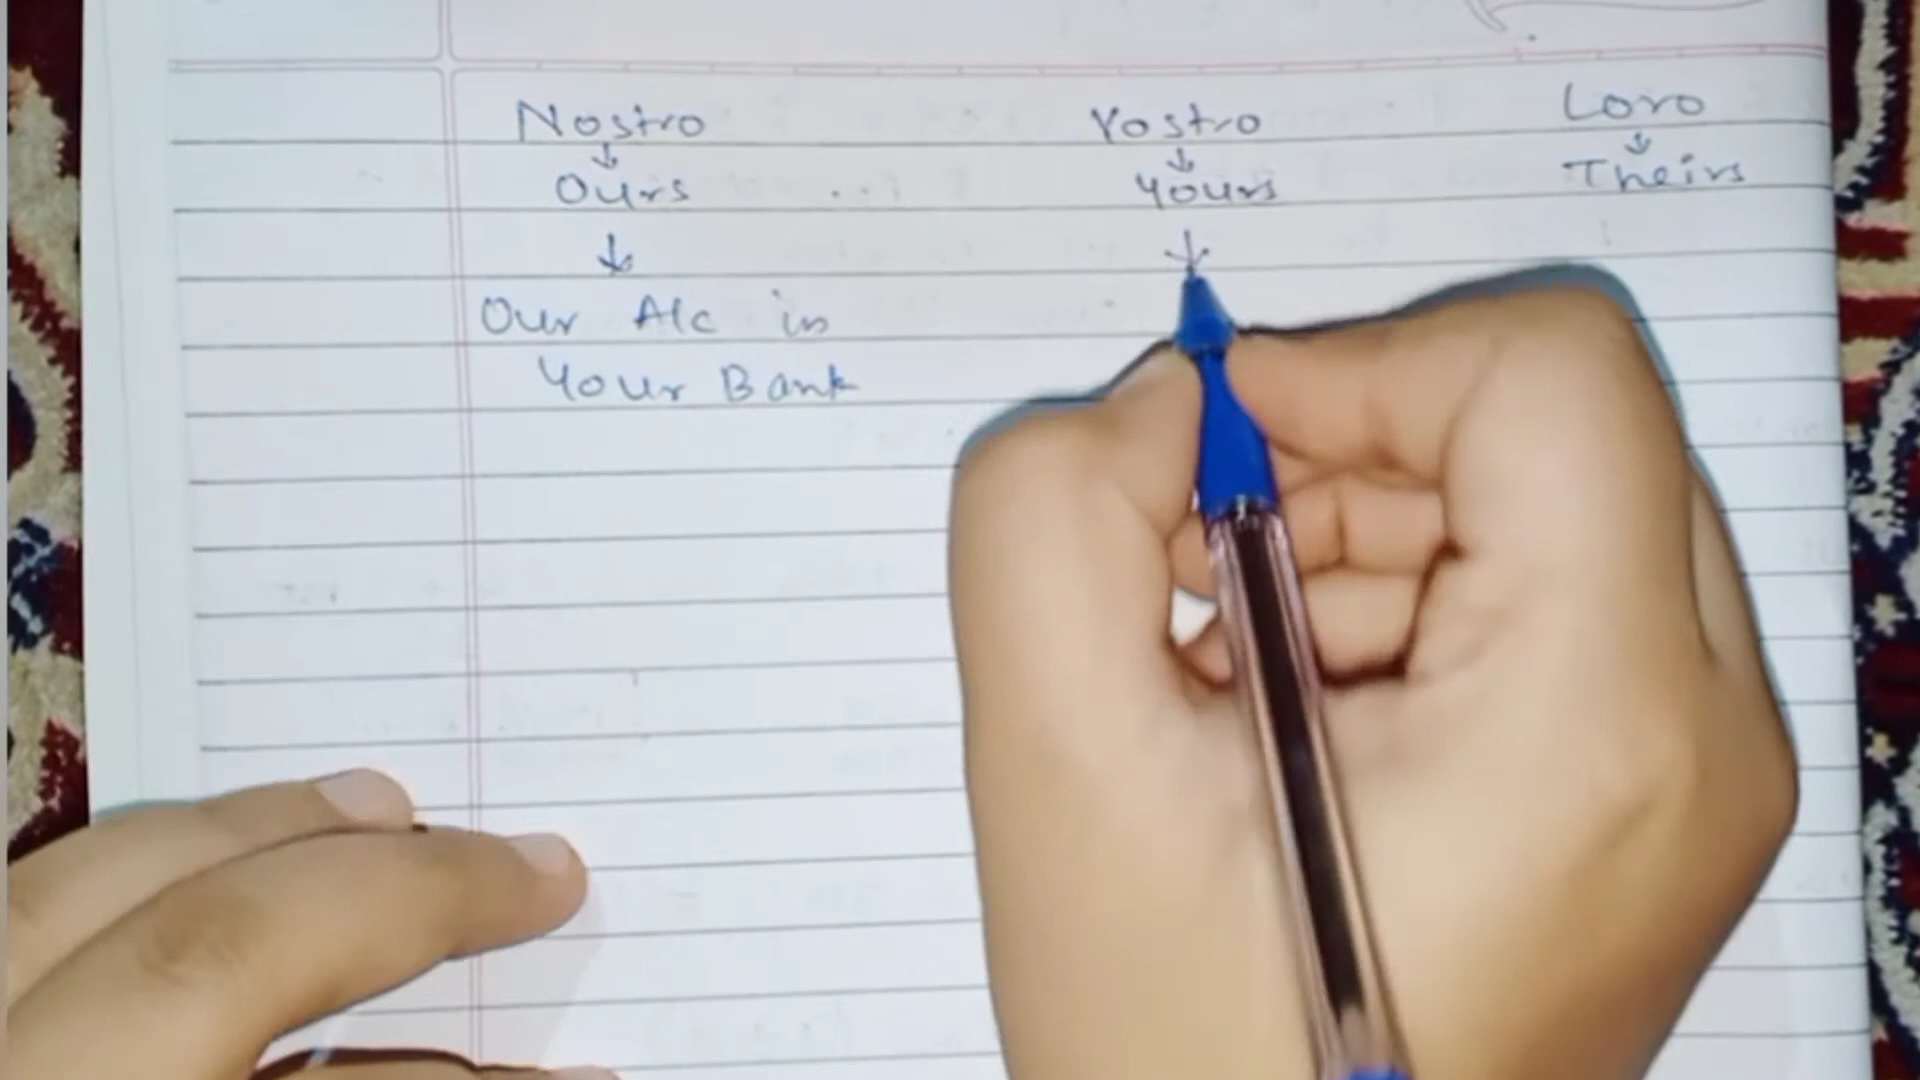 Nostro Vostro Loro
↓ ↓ ↓
Ours Yours Theirs
↓ ↓
Our A/c in
Your Bank